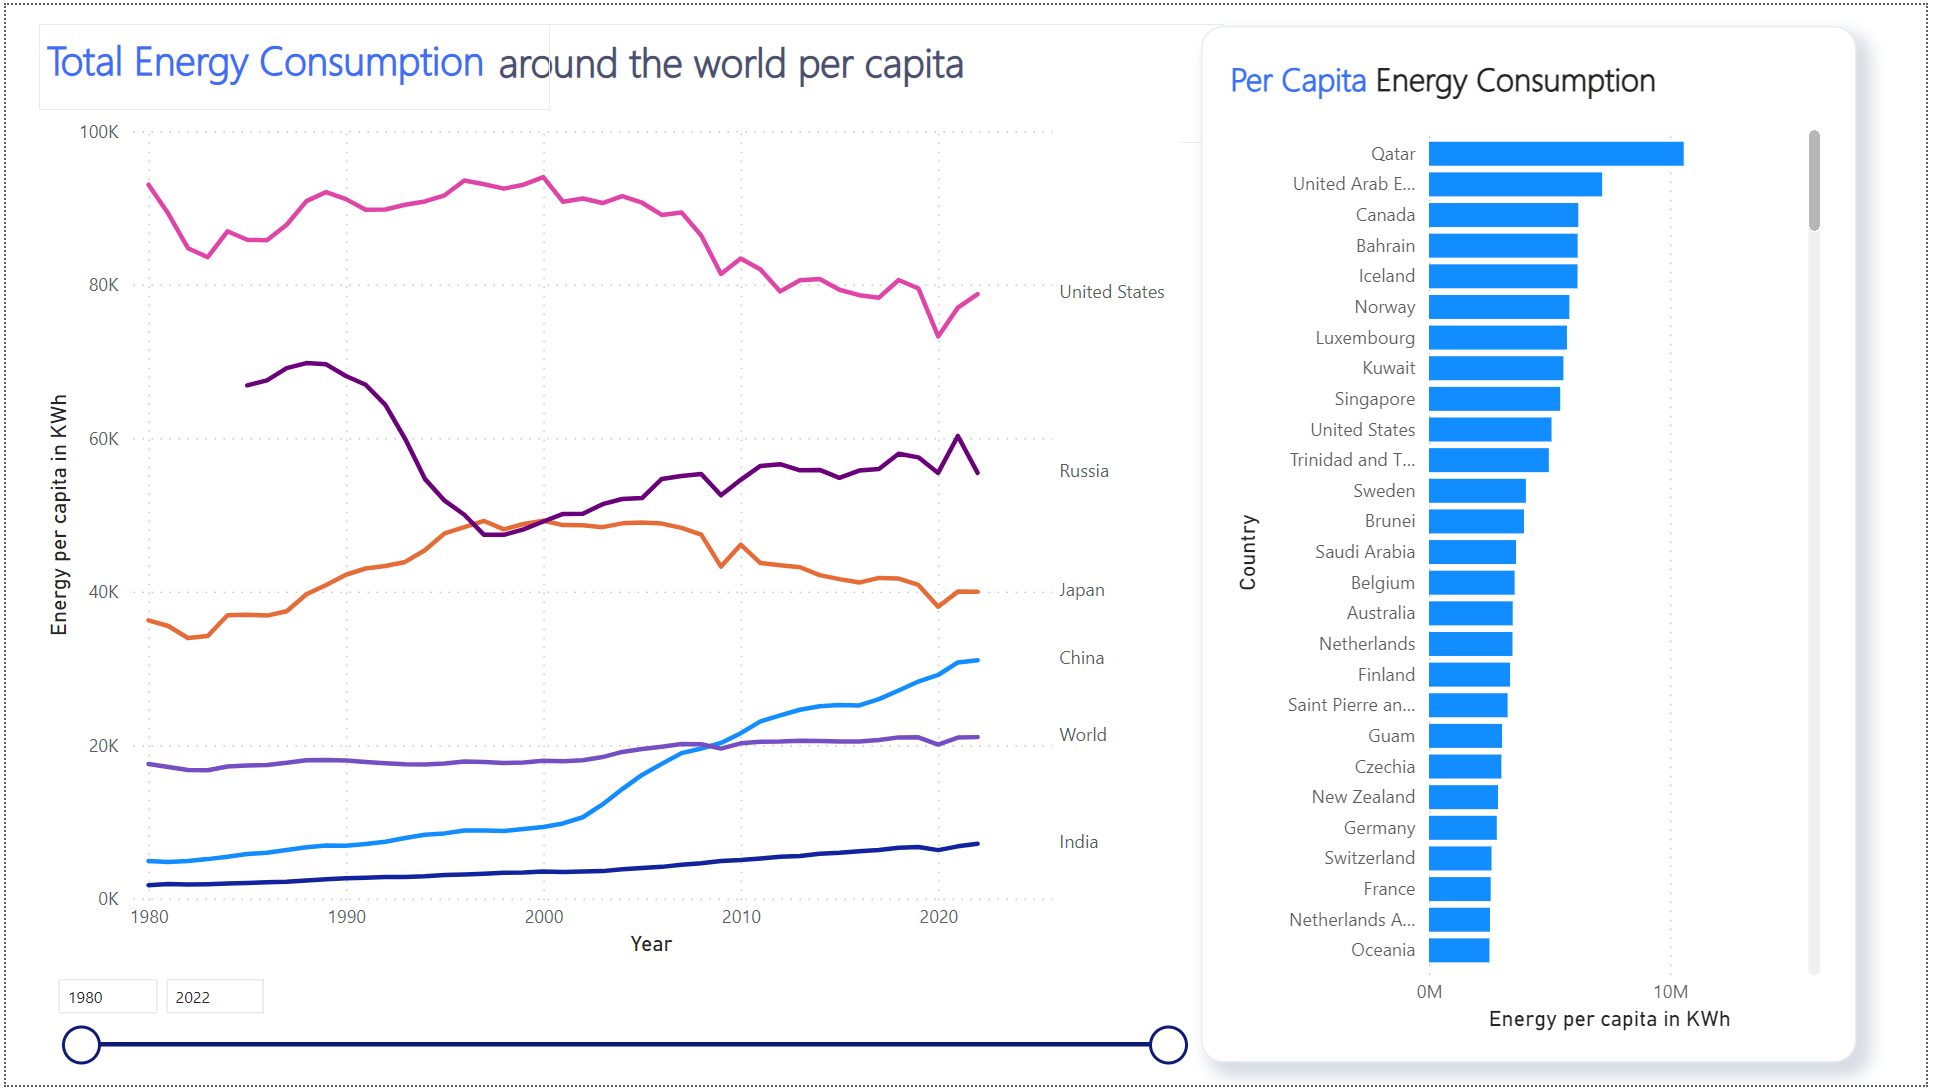 Total Energy Consumption around the world per capita
100K
80K
60K
40K
20K
0K
Energy per capita in KWh
1980 1990 2000 2010 2020
Year
United States
Russia
Japan
China
World
India
1980 2022
Per Capita Energy Consumption
Country
Qatar
United Arab E...
Canada
Bahrain
Iceland
Norway
Luxembourg
Kuwait
Singapore
United States
Trinidad and T...
Sweden
Brunei
Saudi Arabia
Belgium
Australia
Netherlands
Finland
Saint Pierre an...
Guam
Czechia
New Zealand
Germany
Switzerland
France
Netherlands A...
Oceania
0M 10M
Energy per capita in KWh